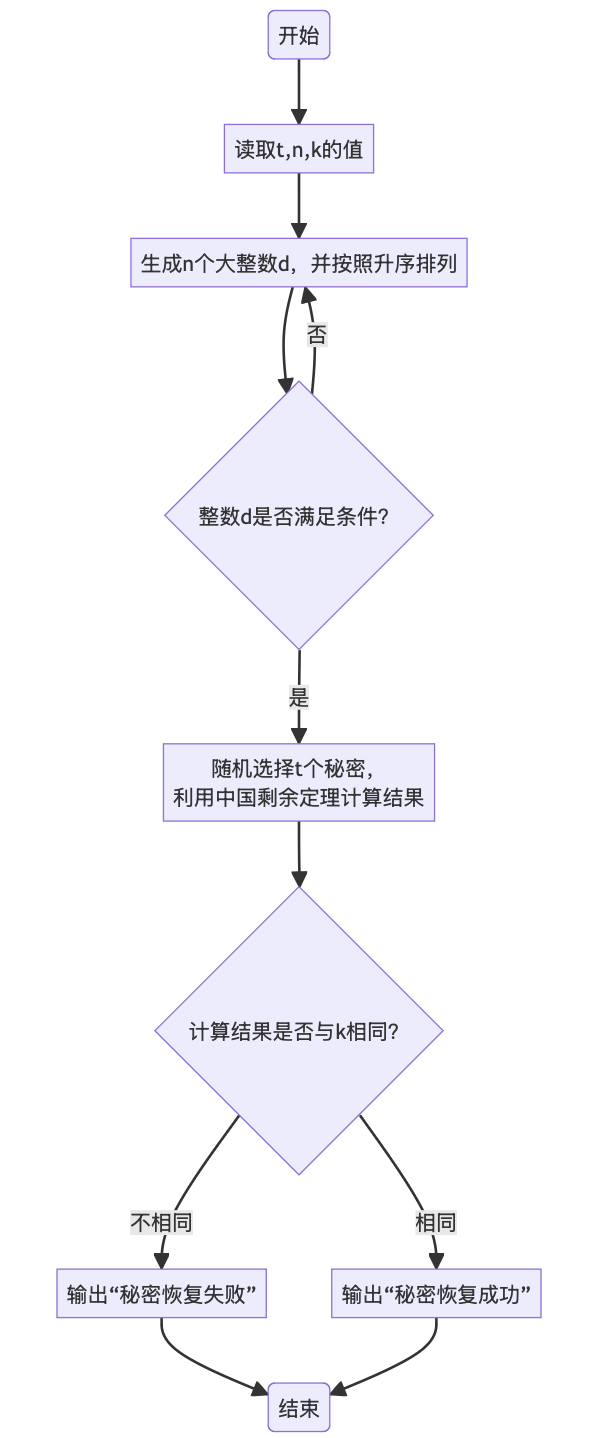 开始
读取t,n,k的值
生成n个大整数d，并按照升序排列
否
整数d是否满足条件?
是
随机选择t个秘密，
利用中国剩余定理计算结果
计算结果是否与k相同?
不相同
相同
输出“秘密恢复失败”
输出“秘密恢复成功”
结束